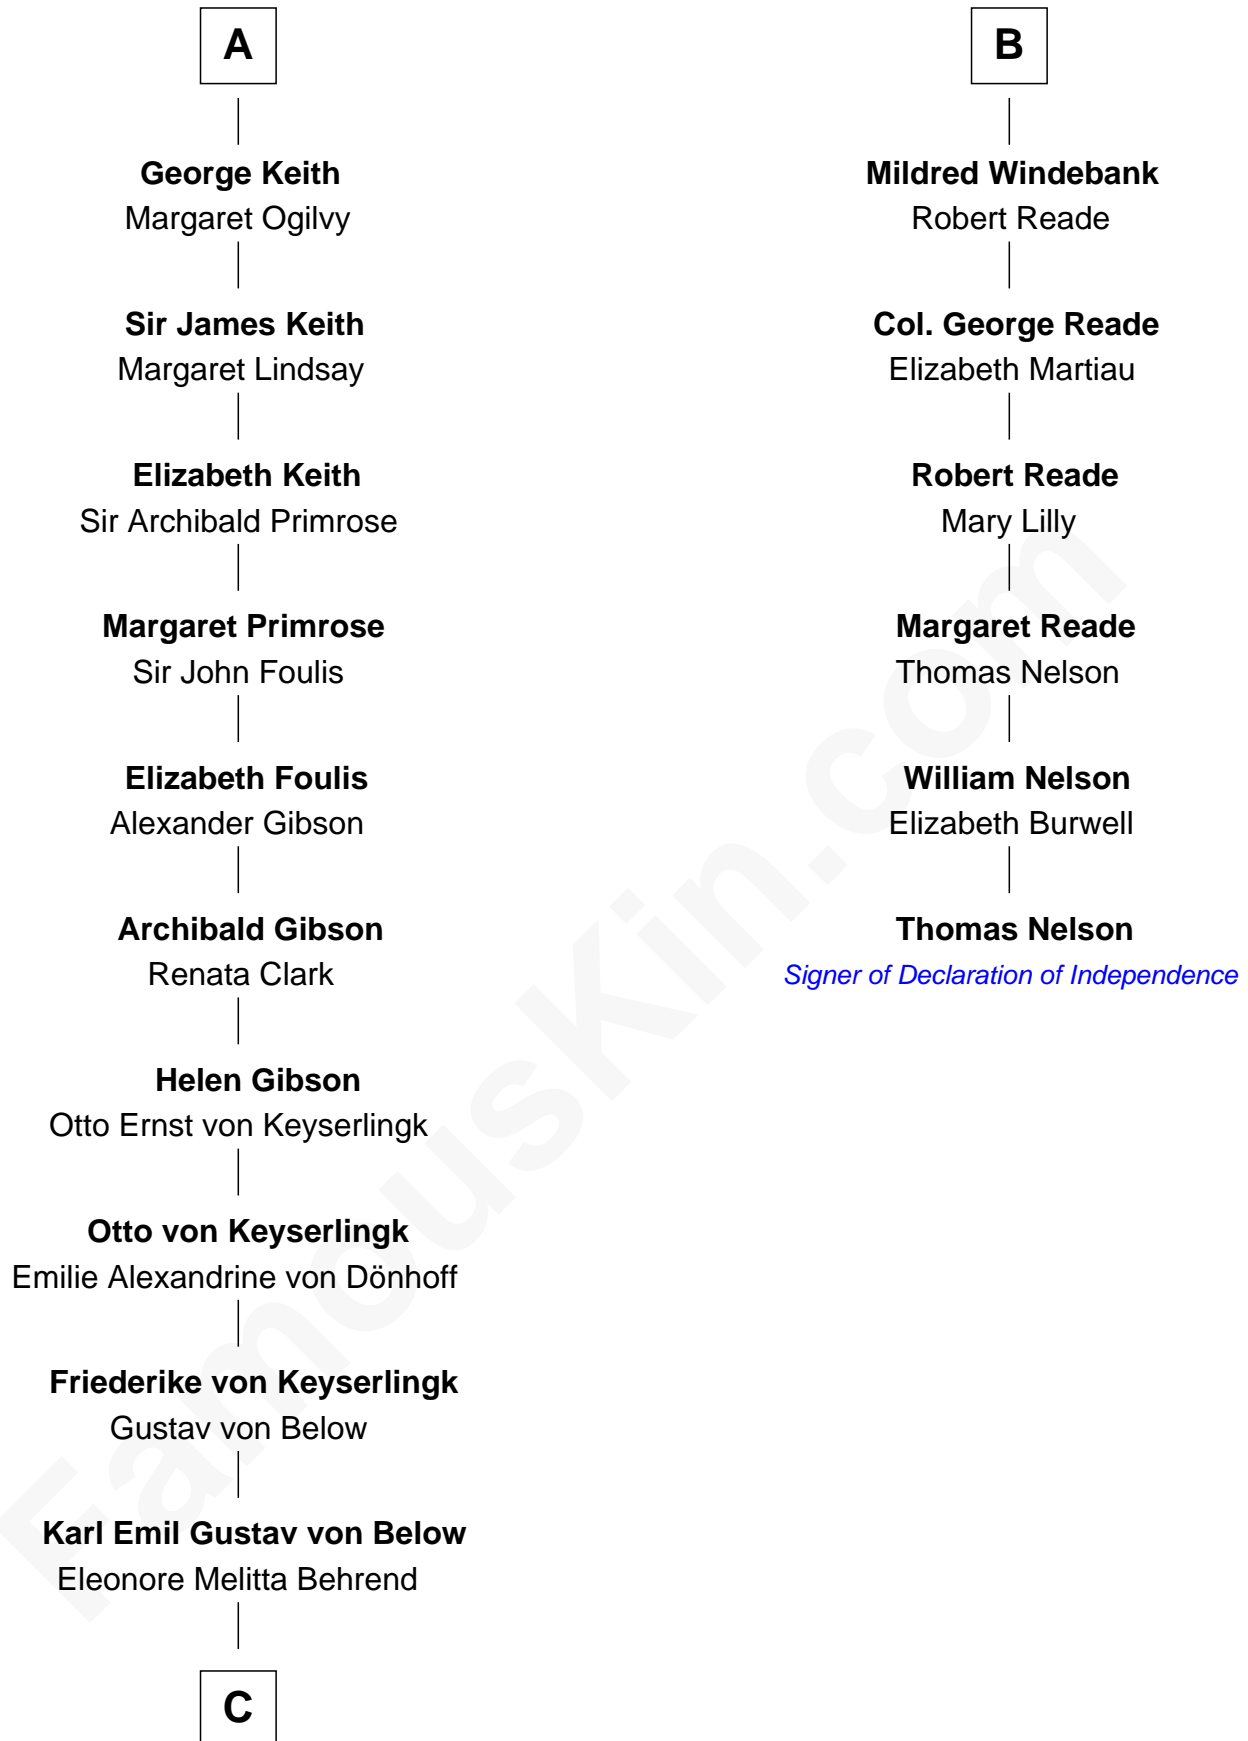 A
George Keith
Margaret Ogilvy
Sir James Keith
Margaret Lindsay
Elizabeth Keith
Sir Archibald Primrose
Margaret Primrose
Sir John Foulis
Elizabeth Foulis
Alexander Gibson
Archibald Gibson
Renata Clark
Helen Gibson
Otto Ernst von Keyserlingk
Otto von Keyserlingk
Emilie Alexandrine von Dönhoff
Friederike von Keyserlingk
Gustav von Below
Karl Emil Gustav von Below
Eleonore Melitta Behrend
C
B
Mildred Windebank
Robert Reade
Col. George Reade
Elizabeth Martiau
Robert Reade
Mary Lilly
Margaret Reade
Thomas Nelson
William Nelson
Elizabeth Burwell
Thomas Nelson
Signer of Declaration of Independence
FamousKin.com